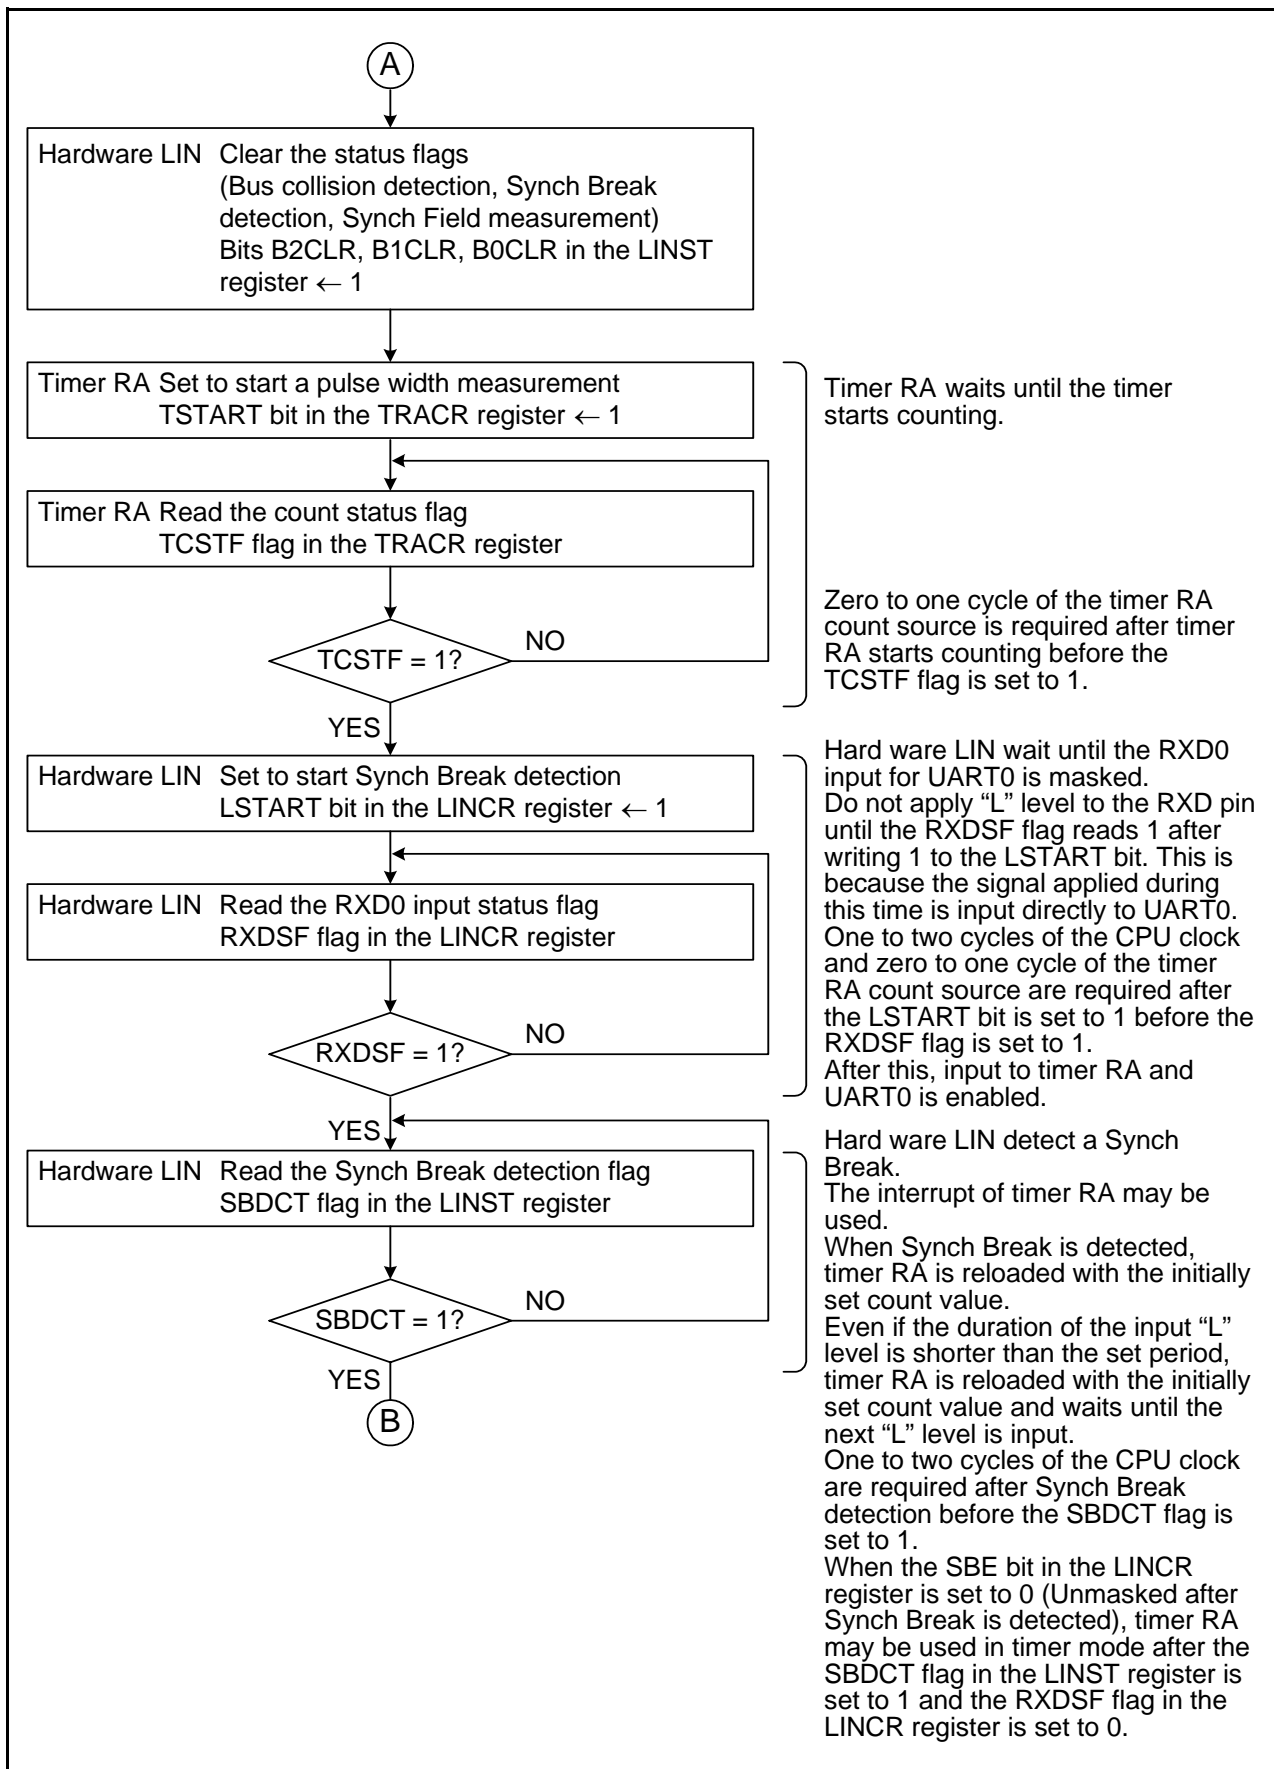 A
Hardware LIN Clear the status flags
(Bus collision detection, Synch Break
detection, Synch Field measurement)
Bits B2CLR, B1CLR, B0CLR in the LINST
register ← 1
Timer RA Set to start a pulse width measurement
TSTART bit in the TRACR register ← 1
Timer RA waits until the timer
starts counting.
Timer RA Read the count status flag
TCSTF flag in the TRACR register
TCSTF = 1?
NO
YES
Zero to one cycle of the timer RA
count source is required after timer
RA starts counting before the
TCSTF flag is set to 1.
Hardware LIN Set to start Synch Break detection
LSTART bit in the LINCR register ← 1
Hardware LIN Read the RXD0 input status flag
RXDSF flag in the LINCR register
RXDSF = 1?
NO
YES
Hard ware LIN wait until the RXD0
input for UART0 is masked.
Do not apply “L” level to the RXD pin
until the RXDSF flag reads 1 after
writing 1 to the LSTART bit. This is
because the signal applied during
this time is input directly to UART0.
One to two cycles of the CPU clock
and zero to one cycle of the timer
RA count source are required after
the LSTART bit is set to 1 before the
RXDSF flag is set to 1.
After this, input to timer RA and
UART0 is enabled.
Hardware LIN Read the Synch Break detection flag
SBDCT flag in the LINST register
SBDCT = 1?
NO
YES
B
Hard ware LIN detect a Synch
Break.
The interrupt of timer RA may be
used.
When Synch Break is detected,
timer RA is reloaded with the initially
set count value.
Even if the duration of the input “L”
level is shorter than the set period,
timer RA is reloaded with the initially
set count value and waits until the
next “L” level is input.
One to two cycles of the CPU clock
are required after Synch Break
detection before the SBDCT flag is
set to 1.
When the SBE bit in the LINCR
register is set to 0 (Unmasked after
Synch Break is detected), timer RA
may be used in timer mode after the
SBDCT flag in the LINST register is
set to 1 and the RXDSF flag in the
LINCR register is set to 0.